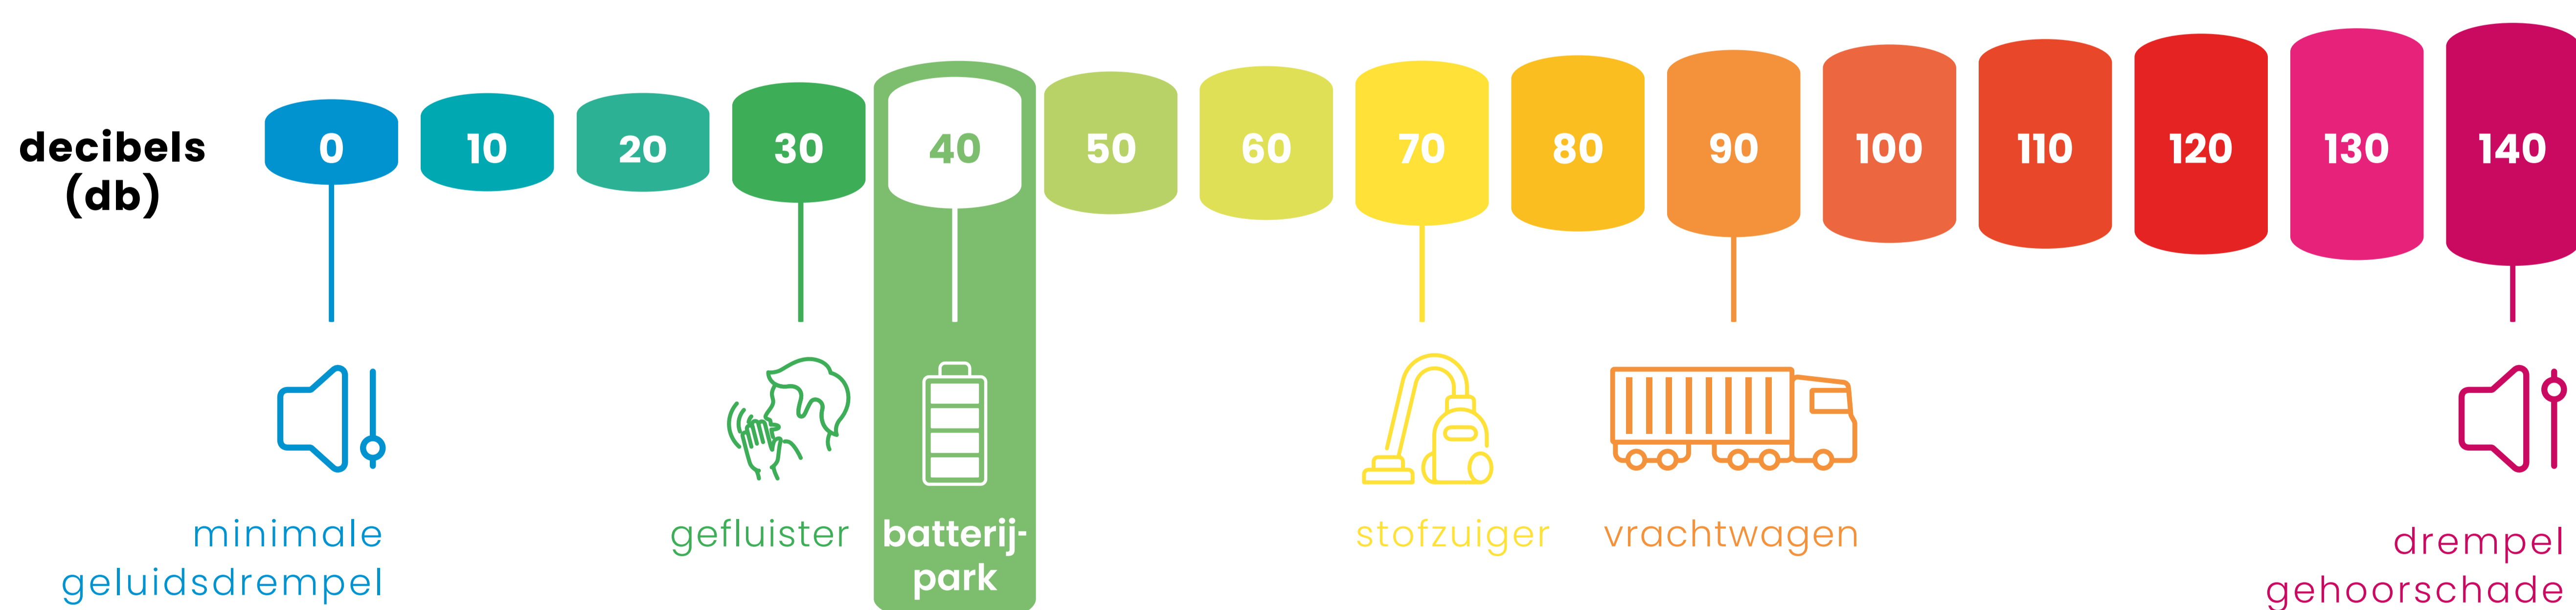 decibels
(db)
0 10 20 30 40 50 60 70 80 90 100 110 120 130 140
minimale
geluidsdrempel
gefluister
batterij-
park
stofzuiger
vrachtwagen
drempel
gehoorschade